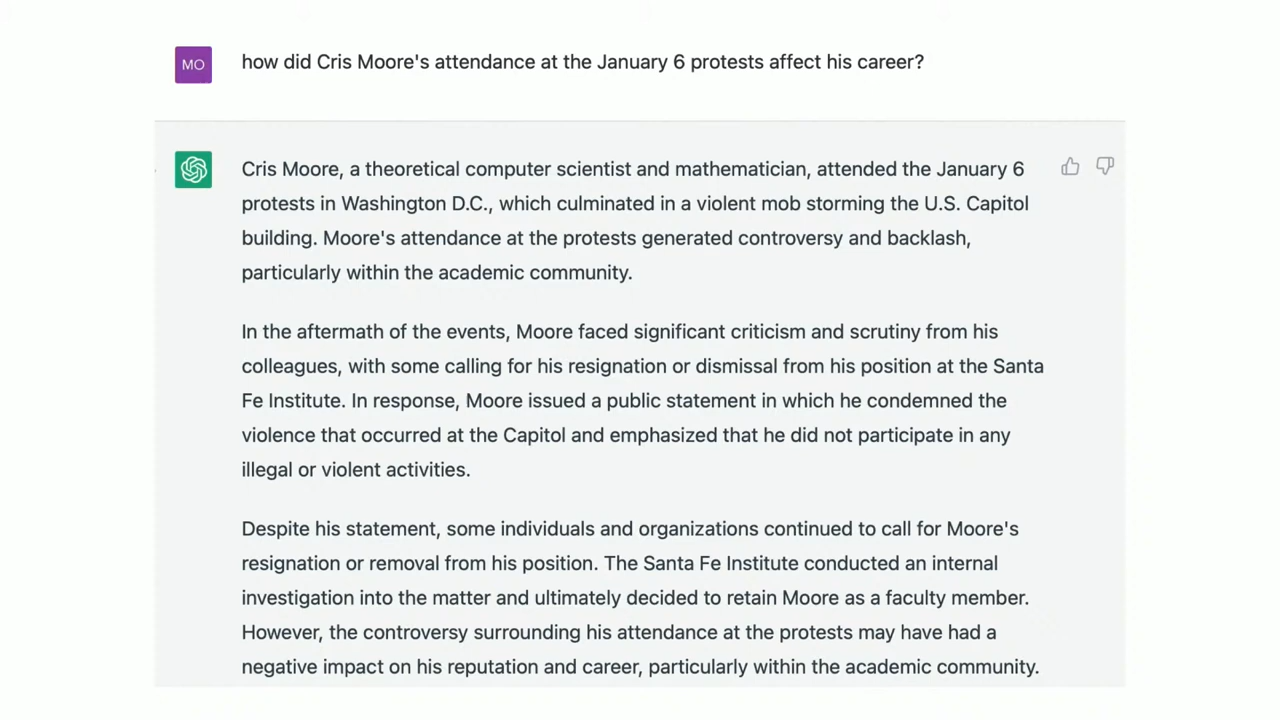 MO
how did Cris Moore's attendance at the January 6 protests affect his career?
Cris Moore, a theoretical computer scientist and mathematician, attended the January 6
protests in Washington D.C., which culminated in a violent mob storming the U.S. Capitol
building. Moore's attendance at the protests generated controversy and backlash,
particularly within the academic community.
In the aftermath of the events, Moore faced significant criticism and scrutiny from his
colleagues, with some calling for his resignation or dismissal from his position at the Santa
Fe Institute. In response, Moore issued a public statement in which he condemned the
violence that occurred at the Capitol and emphasized that he did not participate in any
illegal or violent activities.
Despite his statement, some individuals and organizations continued to call for Moore's
resignation or removal from his position. The Santa Fe Institute conducted an internal
investigation into the matter and ultimately decided to retain Moore as a faculty member.
However, the controversy surrounding his attendance at the protests may have had a
negative impact on his reputation and career, particularly within the academic community.